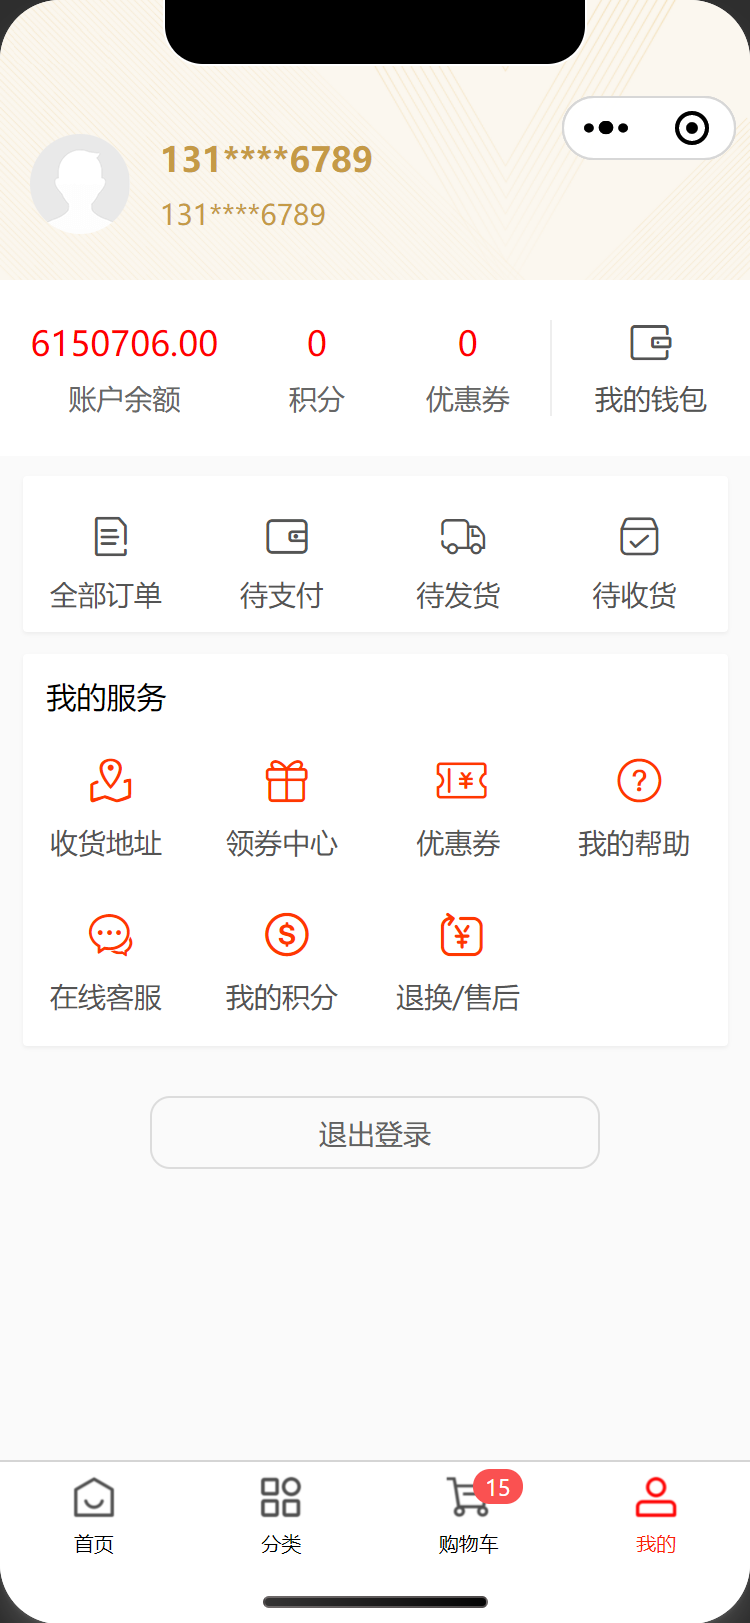 131****6789
131****6789
6150706.00 0 0
账户余额 积分 优惠券 我的钱包
全部订单 待支付 待发货 待收货
我的服务
收货地址 领券中心 优惠券 我的帮助
在线客服 我的积分 退换/售后
退出登录
15
首页 分类 购物车 我的